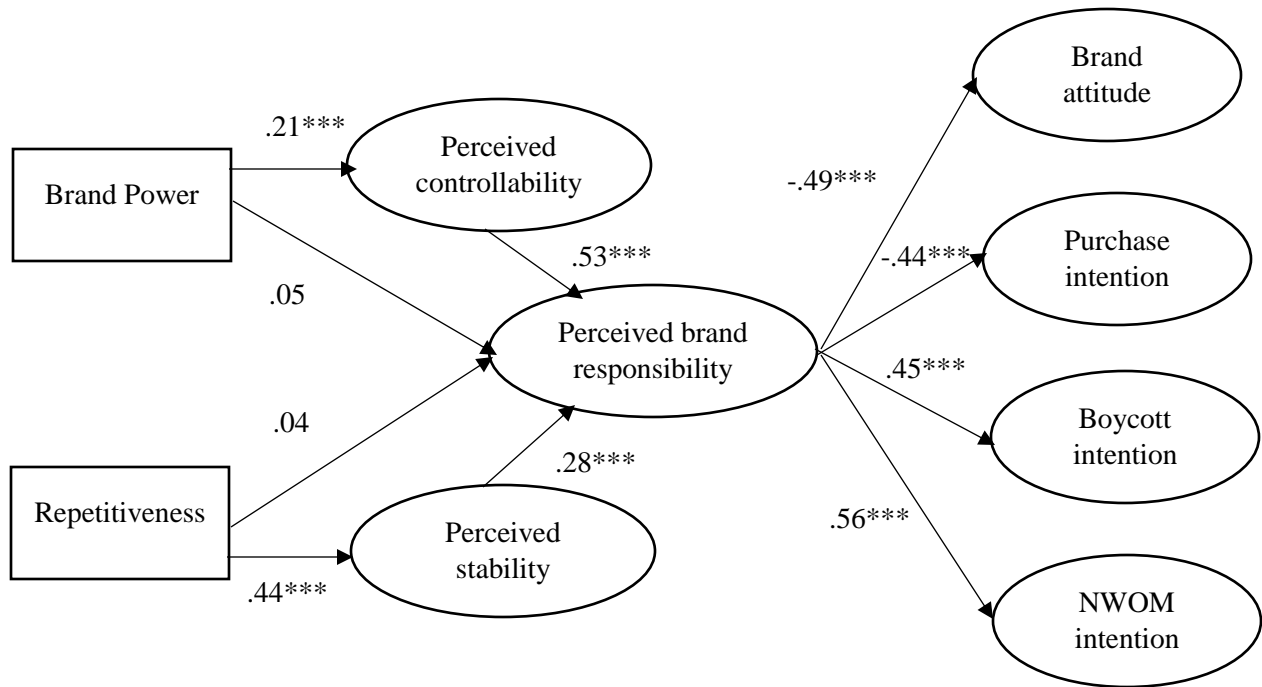 Brand
attitude
.21***
Perceived
controllability
Brand Power
-.49***
Purchase
intention
-.44***
.53***
.05
Perceived brand
responsibility
.45***
.04
Boycott
intention
.28***
Repetitiveness
.56***
Perceived
stability
.44***
NWOM
intention